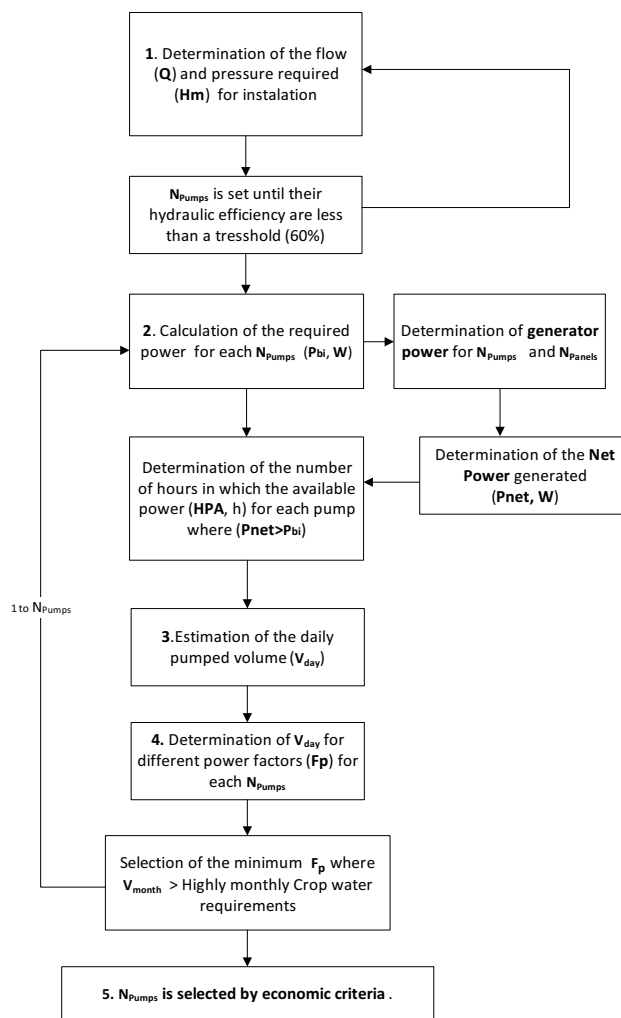 1. Determination of the flow
(Q) and pressure required
(Hm) for instalation
NPumps is set until their
hydraulic efficiency are less
than a tresshold (60%)
2. Calculation of the required
power for each NPumps (Pbi, W)
Determination of generator
power for NPumps and NPanels
Determination of the number
of hours in which the available
power (HPA, h) for each pump
where (Pnet>Pbi)
Determination of the Net
Power generated
(Pnet, W)
1 to NPumps
3.Estimation of the daily
pumped volume (Vday)
4. Determination of Vday for
different power factors (Fp) for
each NPumps
Selection of the minimum Fp where
Vmonth > Highly monthly Crop water
requirements
5. NPumps is selected by economic criteria .